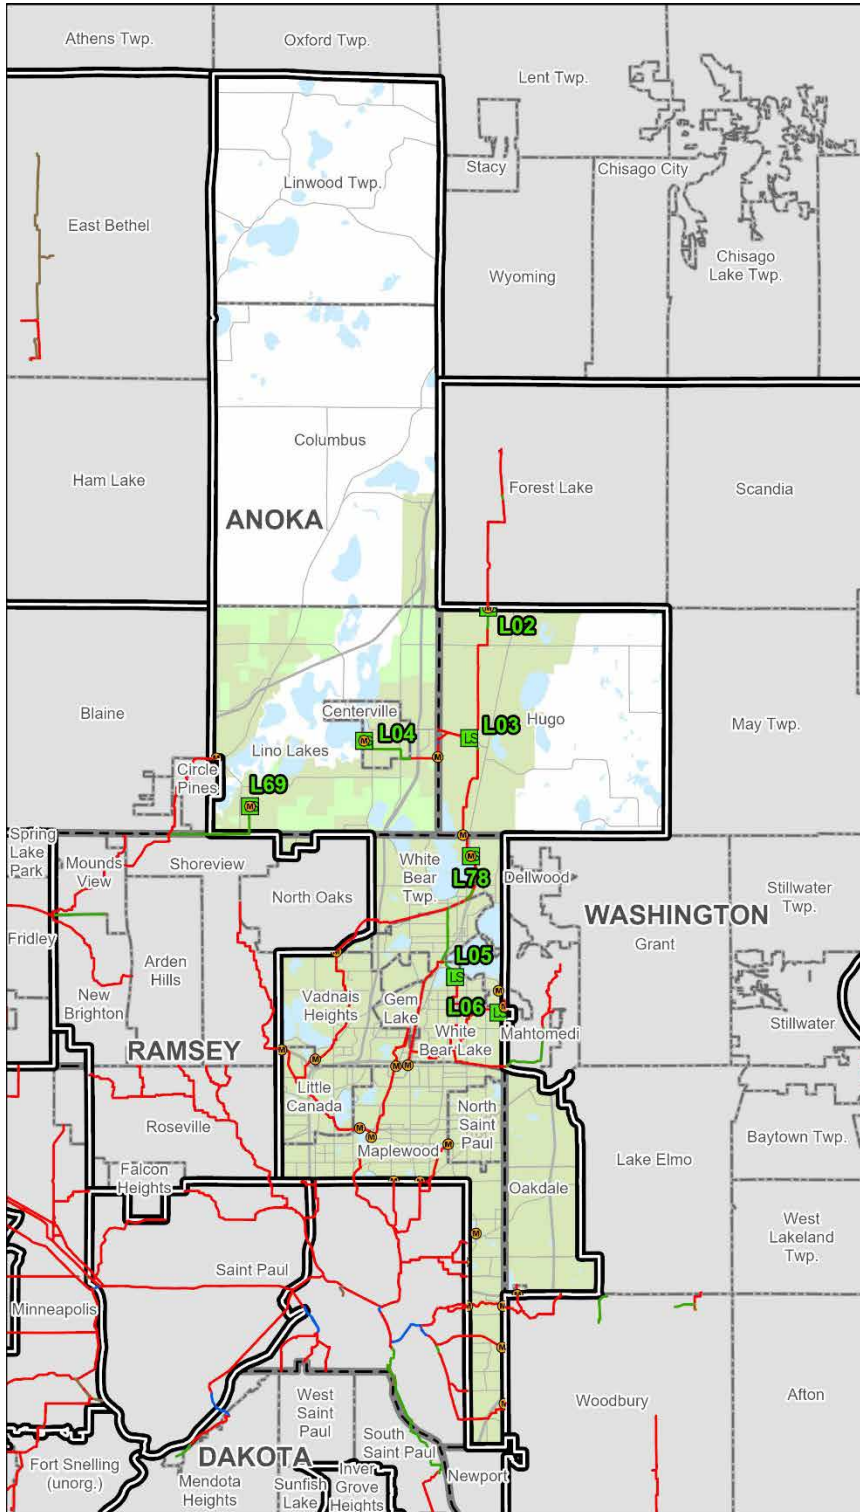 Athens Twp.
Oxford Twp.
Lent Twp.
Linwood Twp.
Stacy
Chisago City
East Bethel
Wyoming
Chisago
Lake Twp.
Columbus
Ham Lake
Forest Lake
Scandia
ANOKA
L02
Blaine
Centerville
L04
L03
LS
Hugo
May Twp.
Lino Lakes
M
Circle
Pines
L69
M
Spring
Lake
Park
Mounds
View
Shoreview
White
Bear
Twp.
M
M
L78
Dellwood
North Oaks
Stillwater
Twp.
WASHINGTON
Fridley
Grant
Arden
Hills
L05
LS
New
Brighton
Vadnais
Heights
Gem
Lake
L06
LS
White
Bear Lake
Mahtomedi
Stillwater
RAMSEY
M
M
M
M
Little
Canada
North
Saint
Paul
Roseville
M
M
M
Maplewood
Baytown Twp.
Lake Elmo
Falcon
Heights
Oakdale
West
Lakeland
Twp.
M
Saint Paul
Minneapolis
M
M
West
Saint
Paul
Woodbury
Afton
M
South
Saint Paul
DAKOTA
Fort Snelling
(unorg.)
Mendota
Heights
Sunfish
Lake
Inver
Grove
Heights
Newport